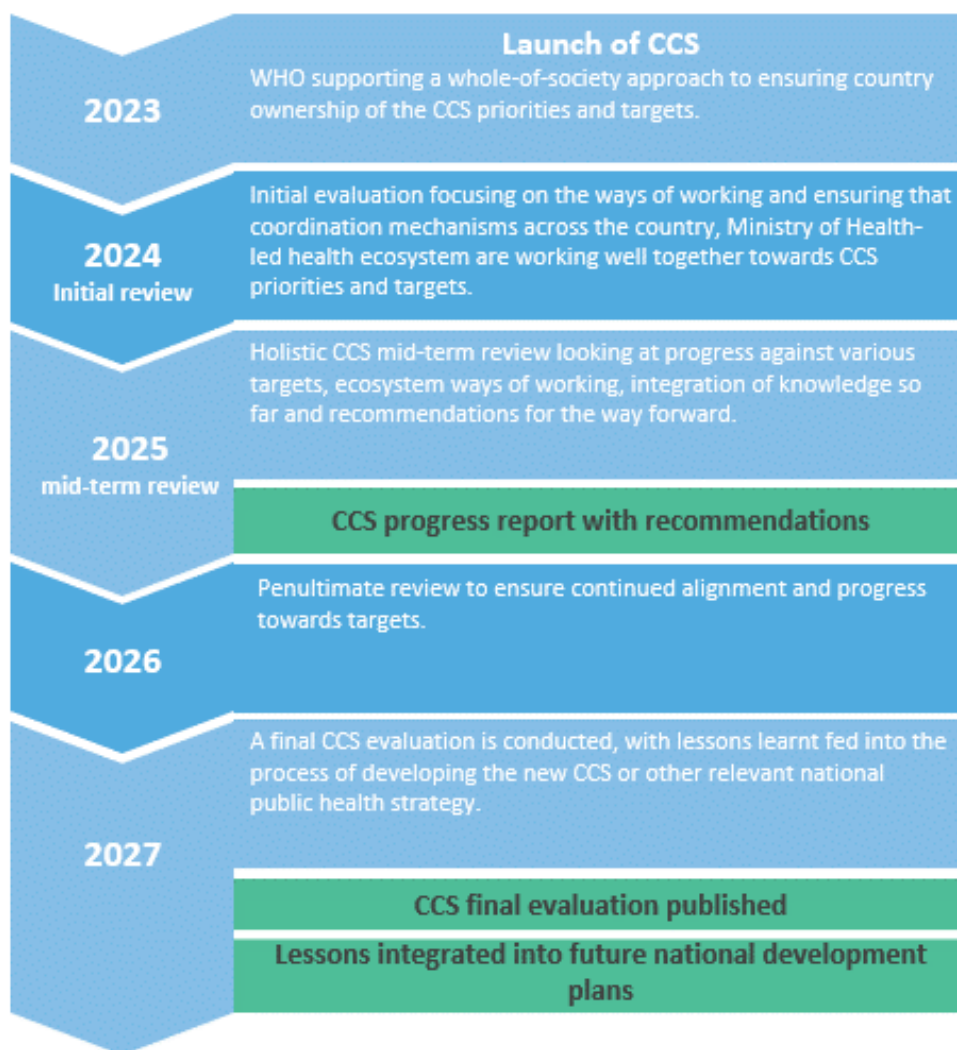 2023
Launch of CCS
WHO supporting a whole-of-society approach to ensuring country
ownership of the CCS priorities and targets.
2024
Initial review
Initial evaluation focusing on the ways of working and ensuring that
coordination mechanisms across the country, Ministry of Health-
led health ecosystem are working well together towards CCS
priorities and targets.
2025
mid-term review
Holistic CCS mid-term review looking at progress against various
targets, ecosystem ways of working, integration of knowledge so
far and recommendations for the way forward.
CCS progress report with recommendations
2026
Penultimate review to ensure continued alignment and progress
towards targets.
2027
A final CCS evaluation is conducted, with lessons learnt fed into the
process of developing the new CCS or other relevant national
public health strategy.
CCS final evaluation published
Lessons integrated into future national development
plans